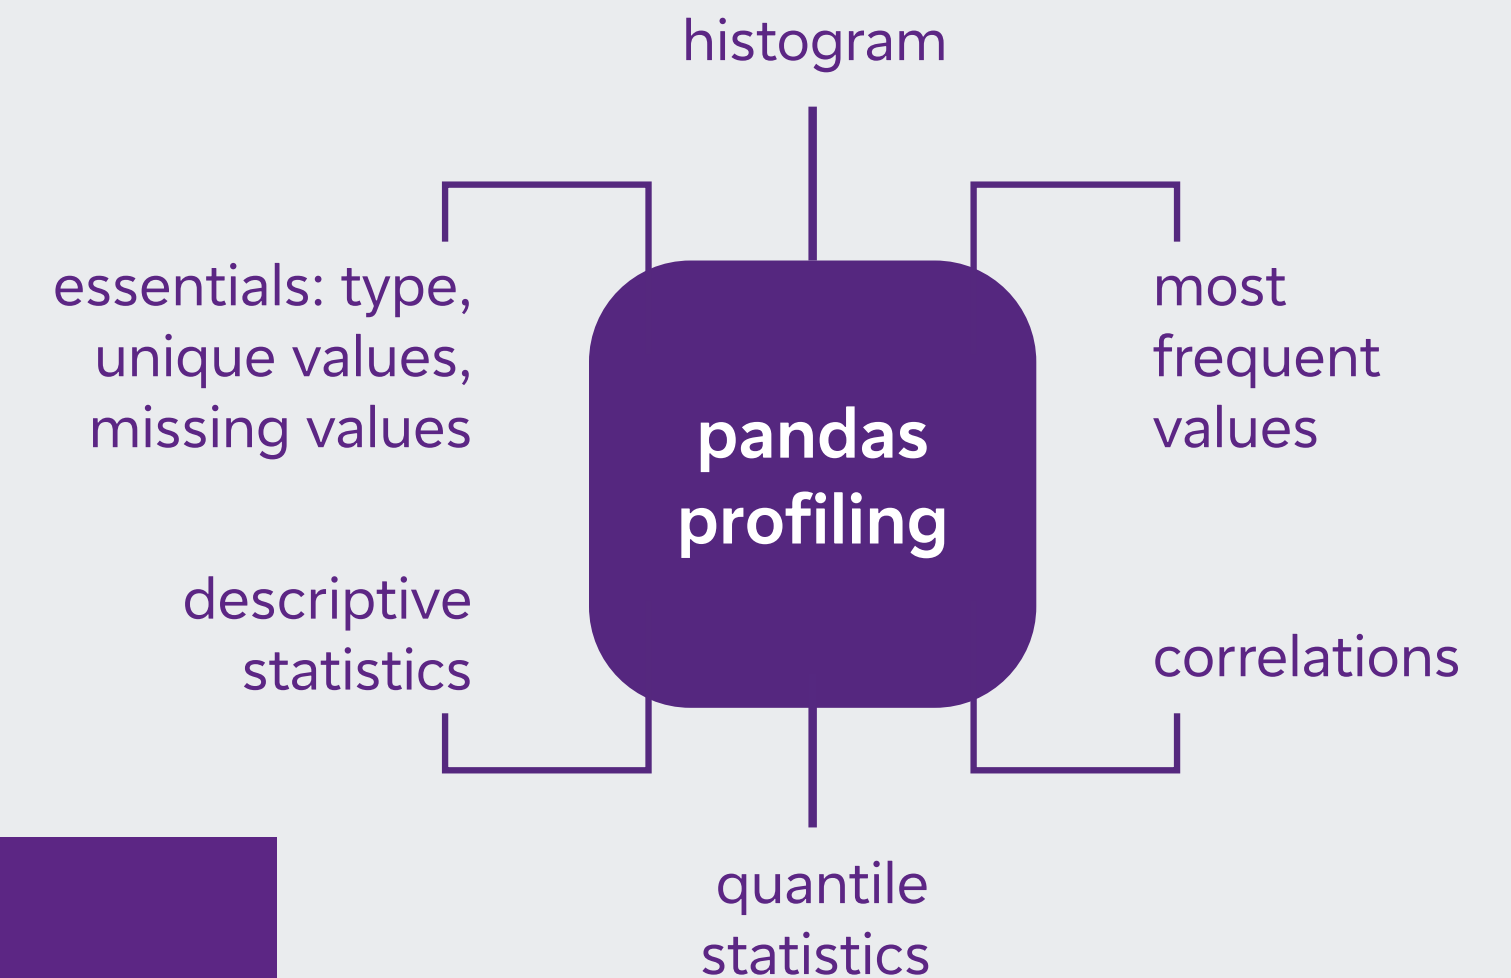 histogram
essentials: type,
unique values,
missing values
most
frequent
values
pandas
profiling
descriptive
statistics
correlations
quantile
statistics